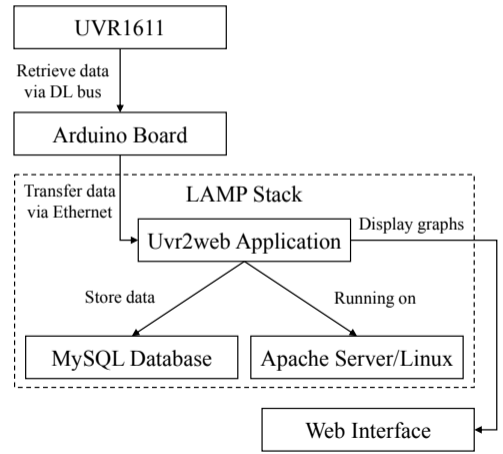 UVR1611
Retrieve data
via DL bus
Arduino Board
Transfer data
via Ethernet
LAMP Stack
Uvr2web Application
Display graphs
Store data
Running on
MySQL Database
Apache Server/Linux
Web Interface